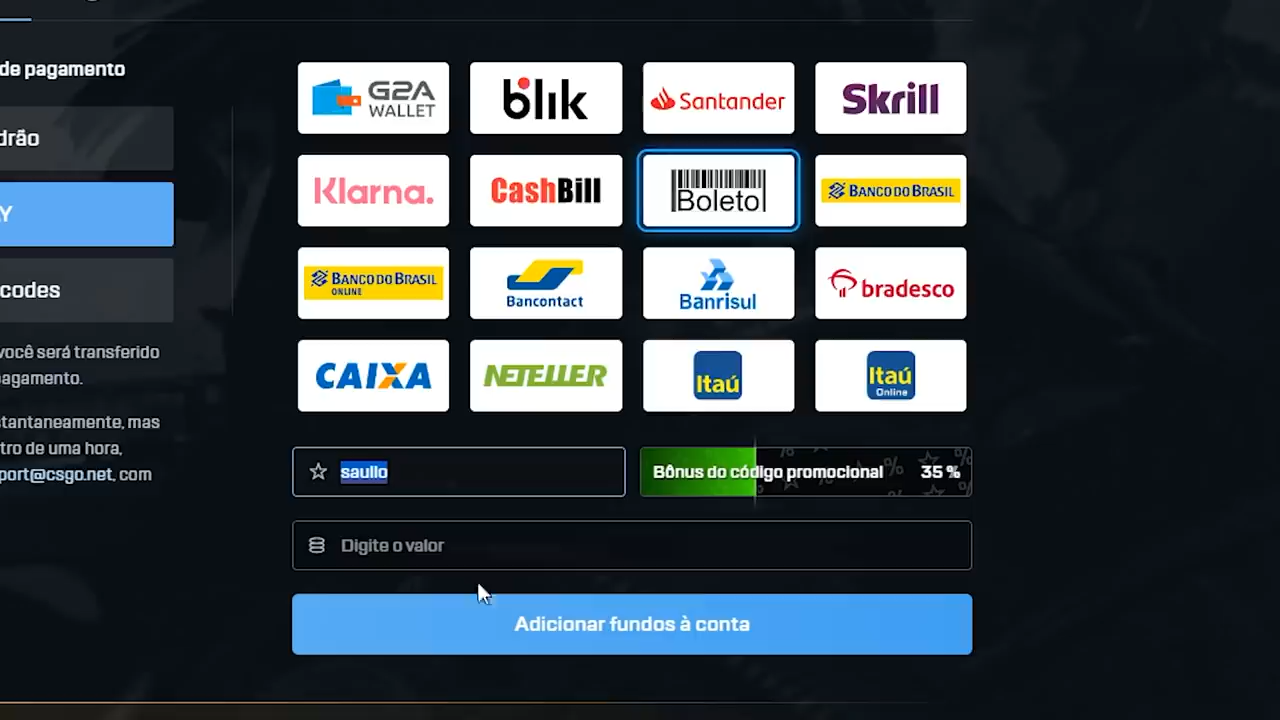 de pagamento
drão
Y
codes
você será transferido
pagamento.
stantaneamente, mas
tro de uma hora,
port@csgo.net, com
G2A
WALLET
blik
Santander
Skrill
Klarna.
CashBill
Boleto
BANCO DO BRASIL
BANCO DO BRASIL
ONLINE
Bancontact
Banrisul
bradesco
CAIXA
NETELLER
Itaú
Itaú
Online
saullo
Bônus do código promocional 35 %
Digite o valor
Adicionar fundos à conta